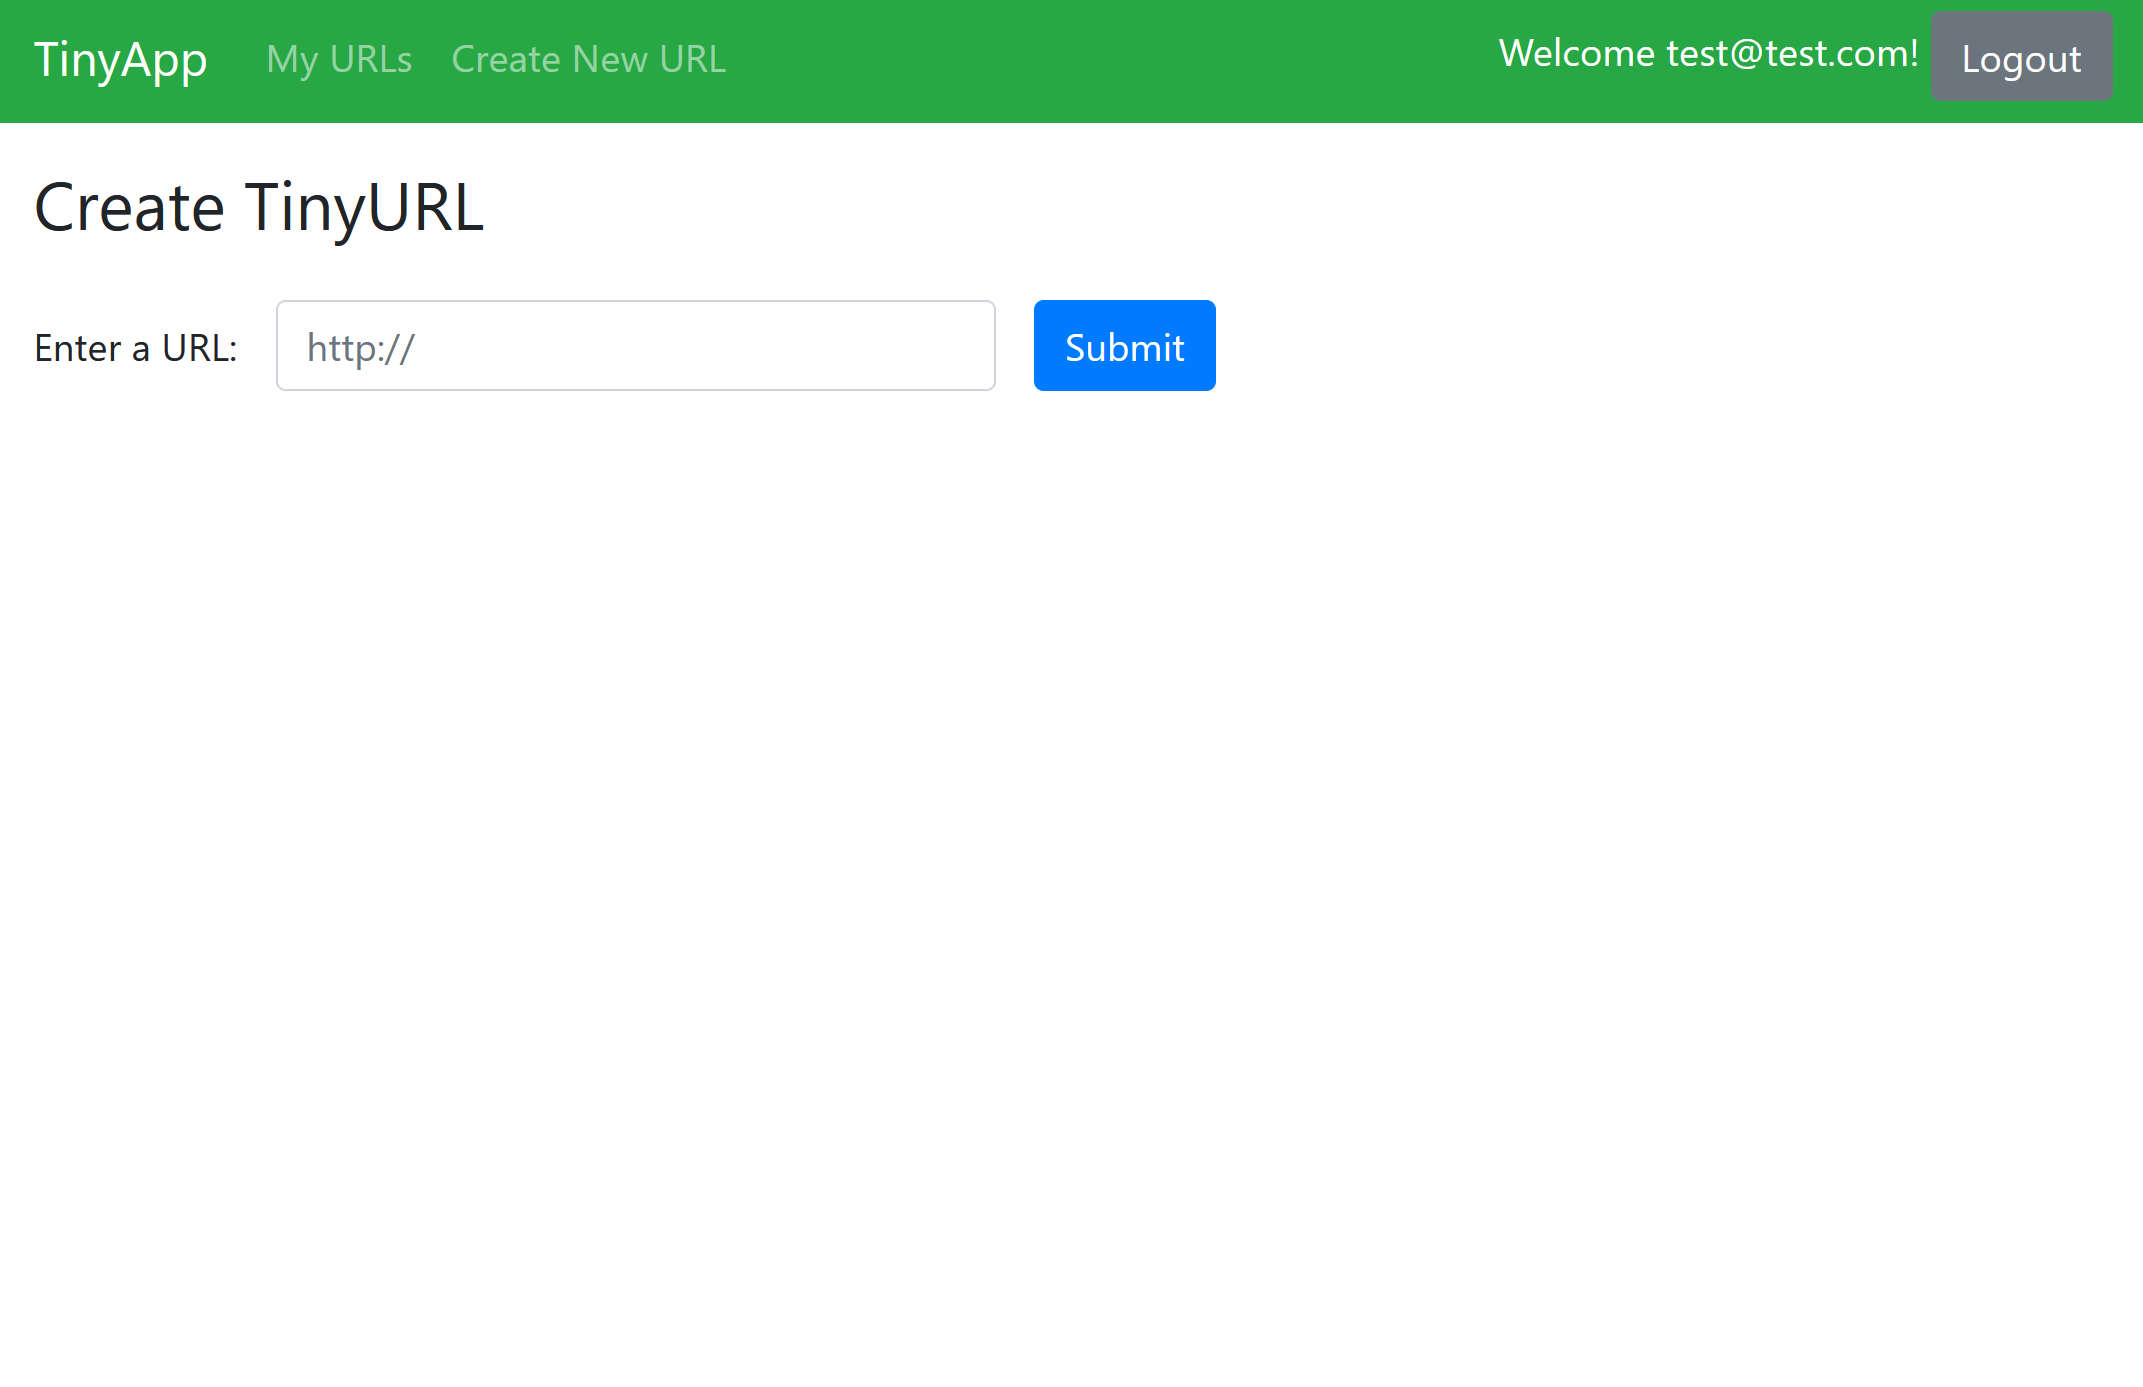 TinyApp My URLs Create New URL Welcome test@test.com! Logout
Create TinyURL
Enter a URL: http:// Submit